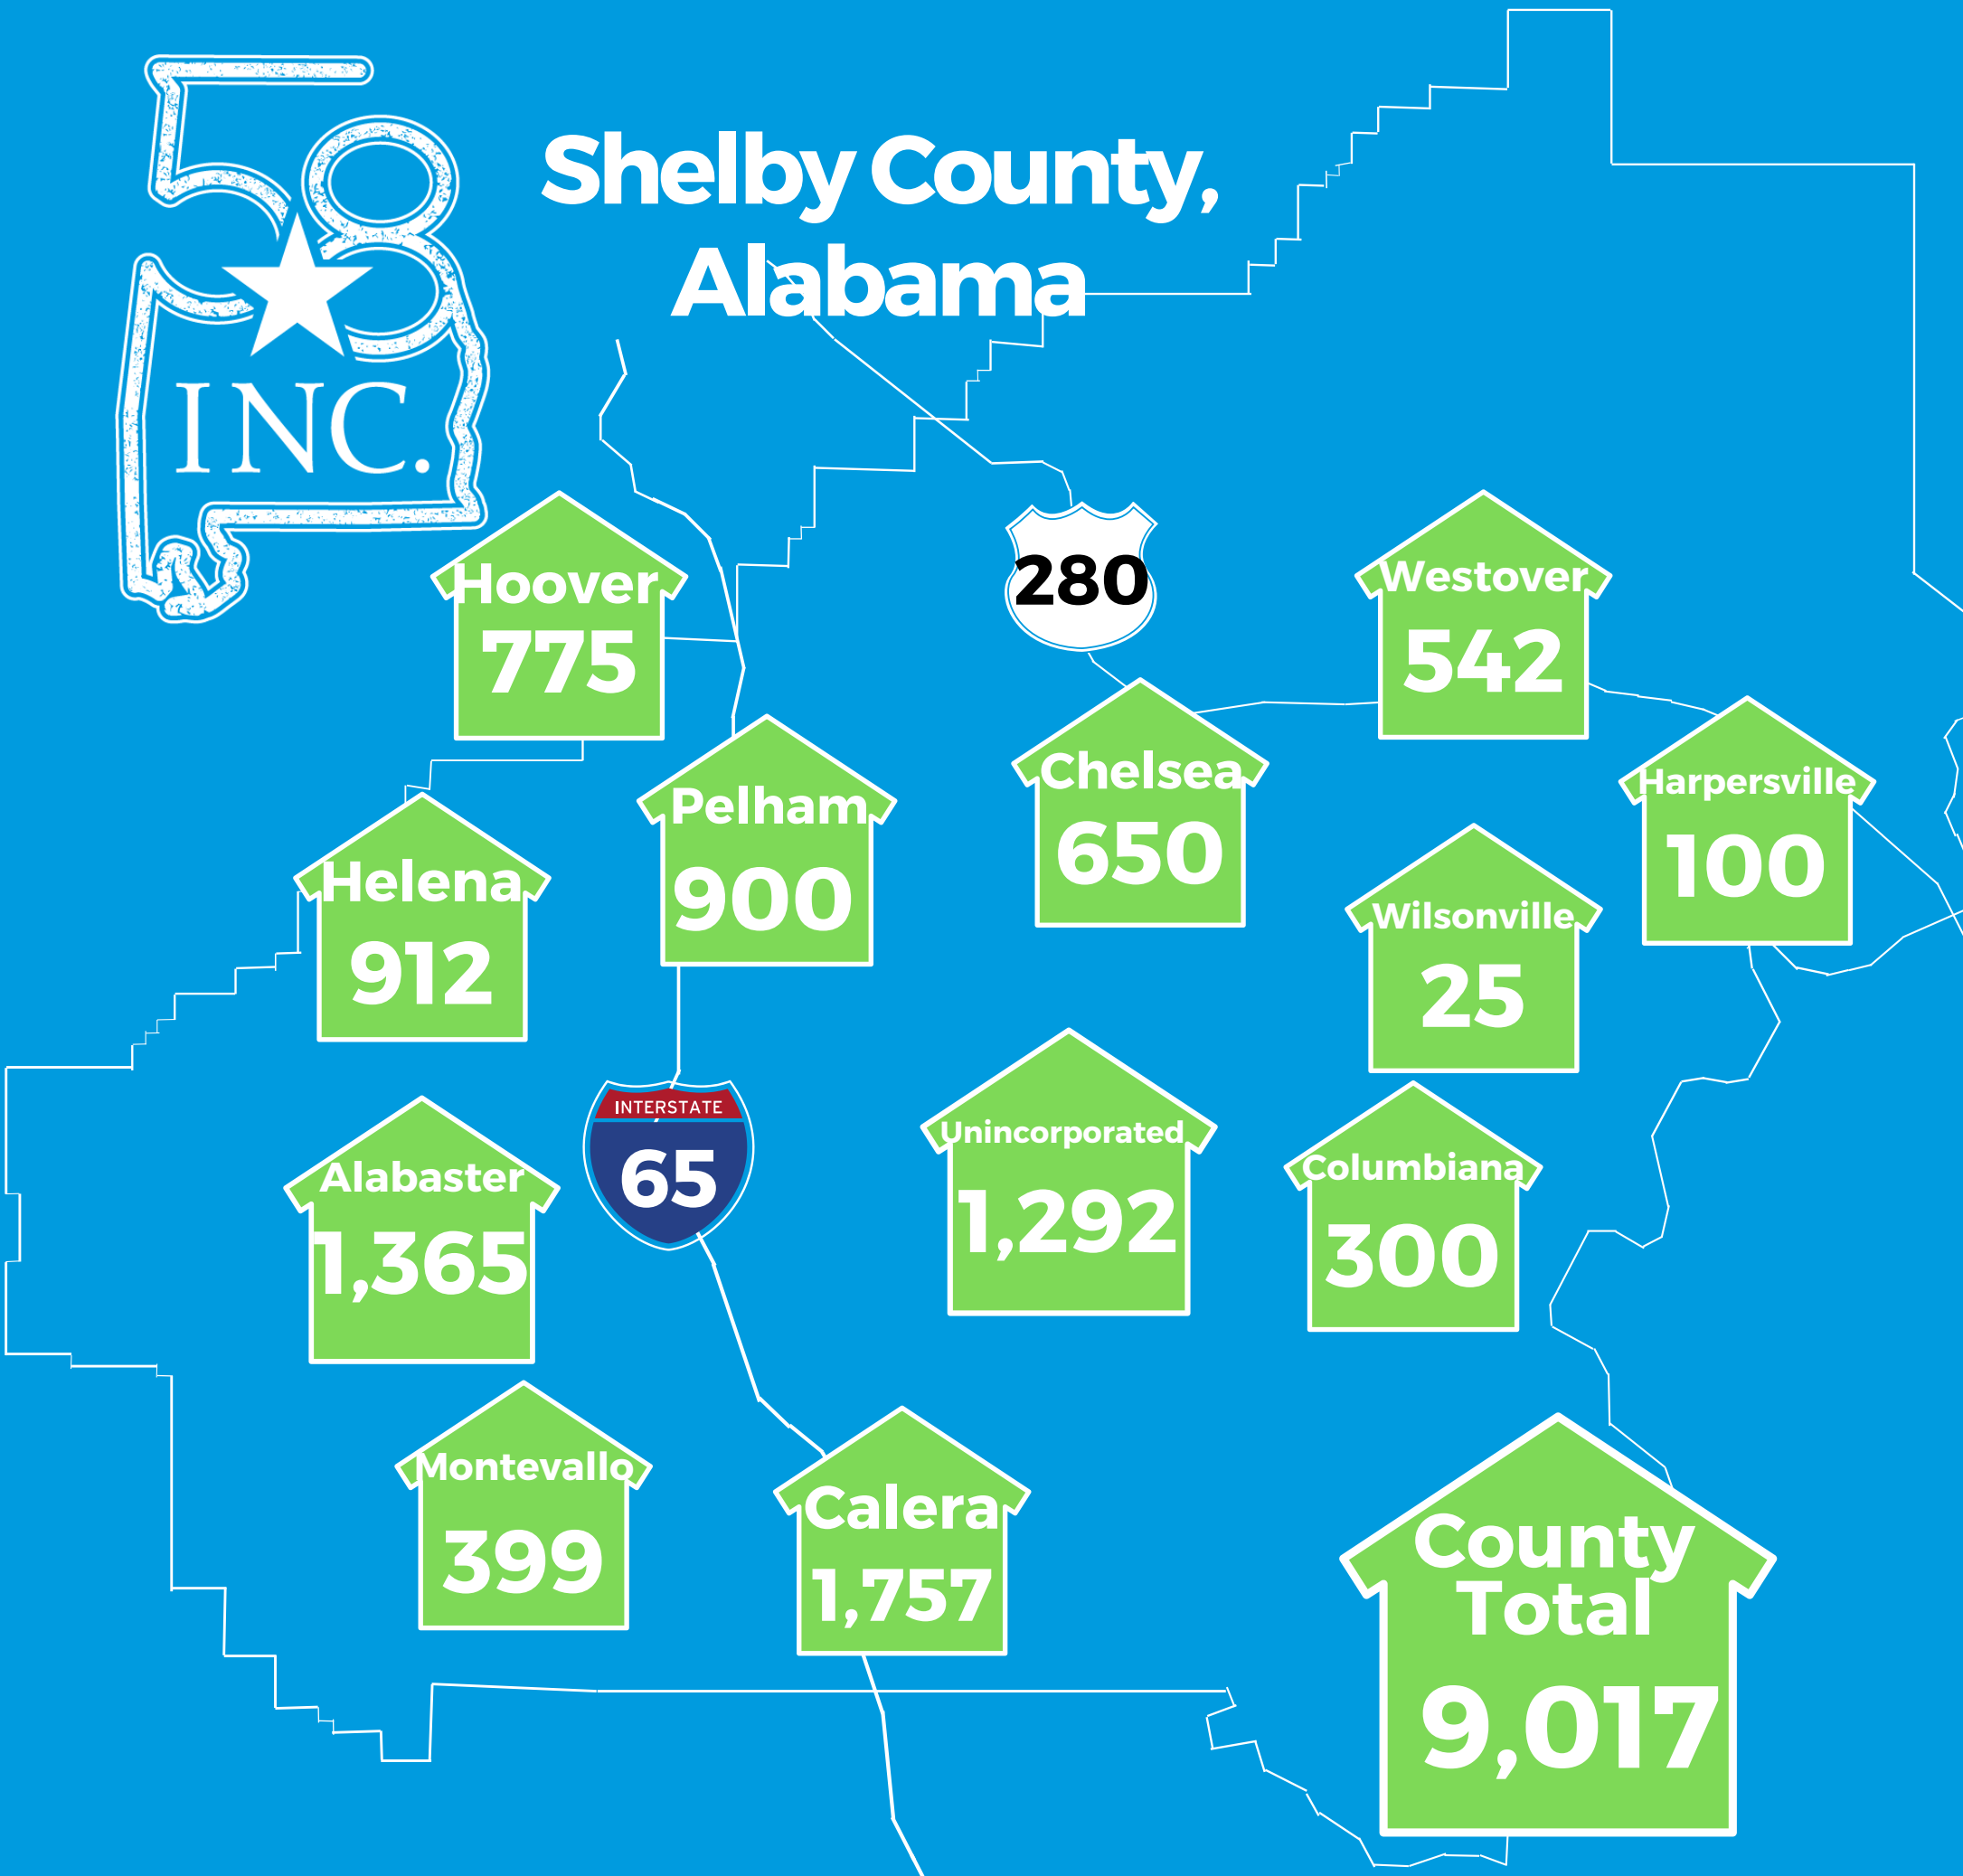 58
INC.
Shelby County,
Alabama
Hoover
775
280
Westover
542
Pelham
900
Chelsea
650
Harpersville
100
Helena
912
Wilsonville
25
Alabaster
1,365
INTERSTATE
65
Unincorporated
1,292
Columbiana
300
Montevallo
399
Calera
1,757
County
Total
9,017